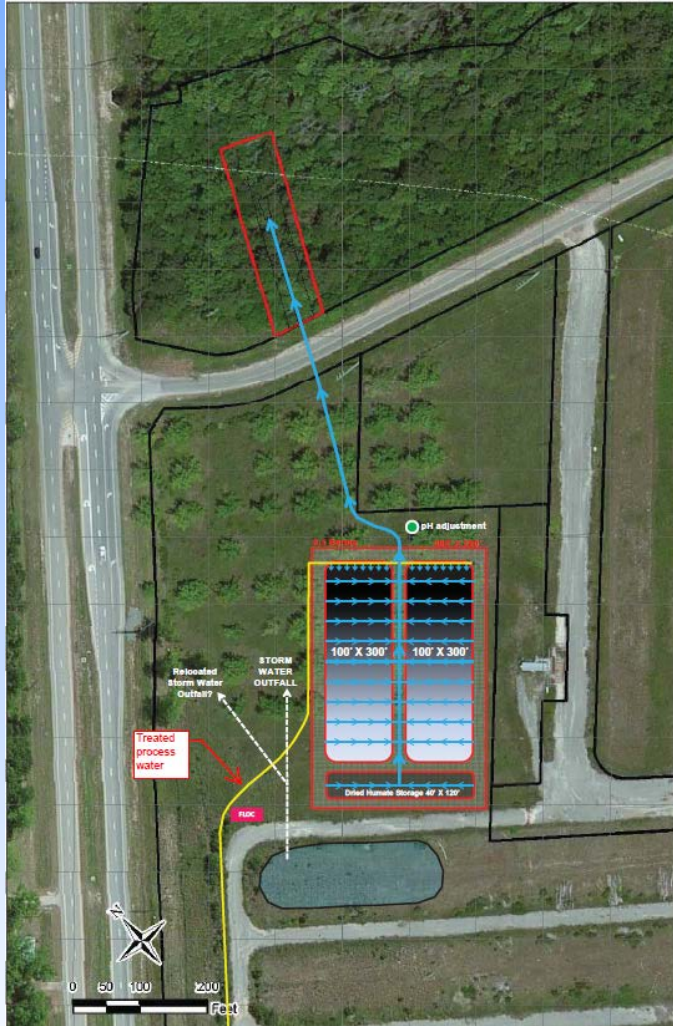 pH adjustment
100' X 300'
100' X 300'
Relocated
Storm Water
Outfall?
STORM
WATER
OUTFALL
Treated
process
water
FLOC
Dried Humate Storage 40' X 120'
N
0 50 100 200
Feet